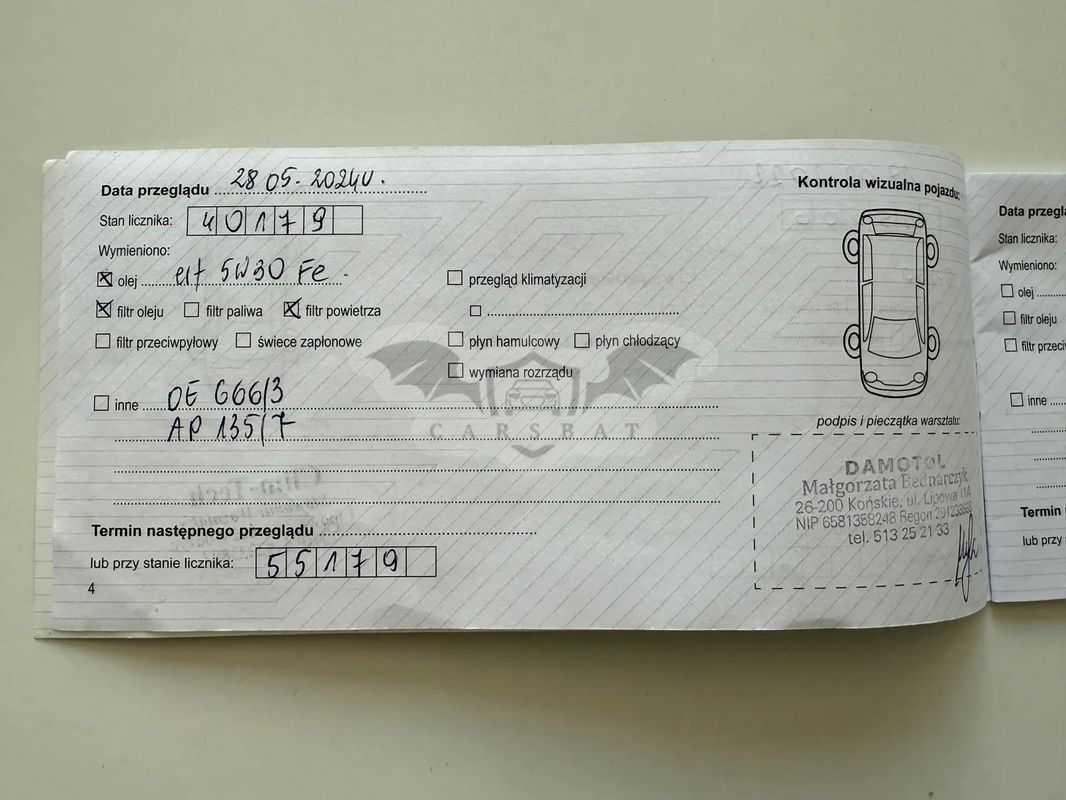 Data przeglądu 28 05. 2024r.
Stan licznika: 40179
Wymieniono:
olej elf 5W30 Fe.
filtr oleju filtr paliwa filtr powietrza
filtr przeciwpyłowy świece zapłonowe
inne OE 666/3
AP 135/7
Termin następnego przeglądu
lub przy stanie licznika: 55179
4
przegląd klimatyzacji
płyn hamulcowy płyn chłodzący
wymiana rozrządu
CARSBAT
Kontrola wizualna pojazdu:
podpis i pieczątka warsztatu:
DAMOTOL
Małgorzata Bednarczyk
26-200 Końskie, ul. Lipowa
NIP 6581358248 Regon
tel. 513 25 21 33
Data
Stan licznika:
Wymieniono:
olej
filtr oleju
filtr
inne
Termin
lub przy